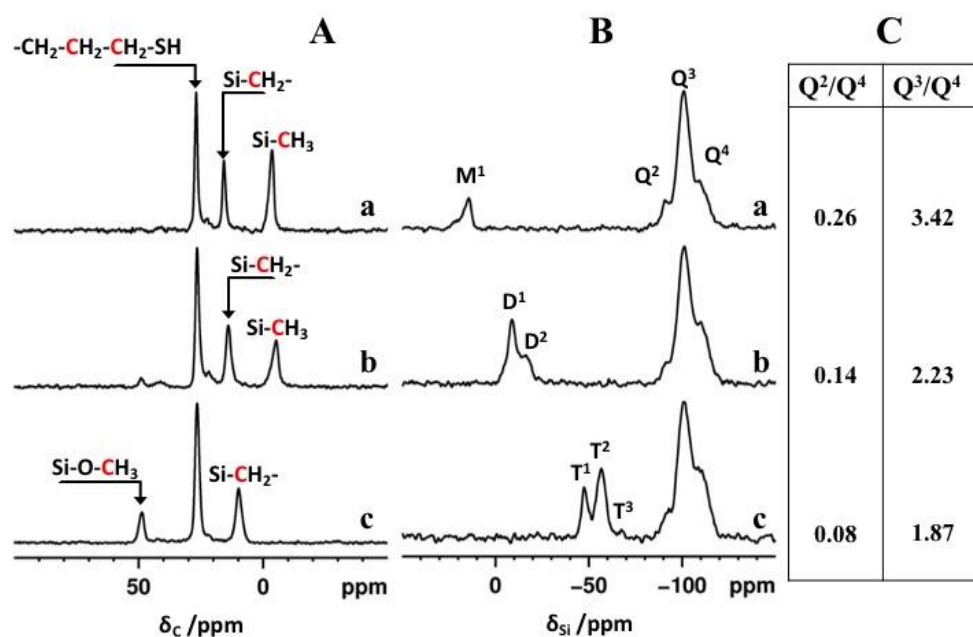 A
-CH₂-CH₂-CH₂-SH
Si-CH₂-
Si-CH₃
a
Si-CH₂-
Si-CH₃
b
Si-O-CH₃
Si-CH₂-
c
50 0 ppm
δC /ppm
B
Q³
Q²
Q⁴
M¹
a
D¹
D²
b
T¹
T²
T³
c
0 −50 −100 ppm
δSi /ppm
C
Q²/Q⁴ Q³/Q⁴
0.26 3.42
0.14 2.23
0.08 1.87